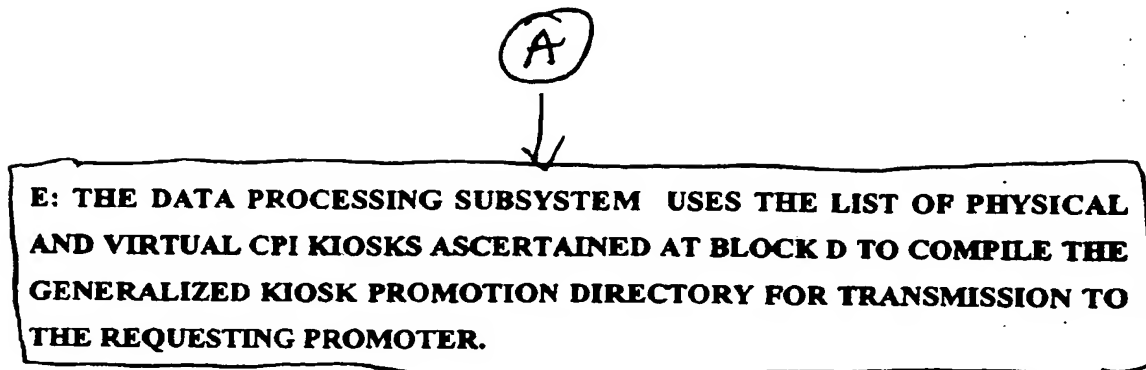 A
E: THE DATA PROCESSING SUBSYSTEM USES THE LIST OF PHYSICAL
AND VIRTUAL CPI KIOSKS ASCERTAINED AT BLOCK D TO COMPILE THE
GENERALIZED KIOSK PROMOTION DIRECTORY FOR TRANSMISSION TO
THE REQUESTING PROMOTER.